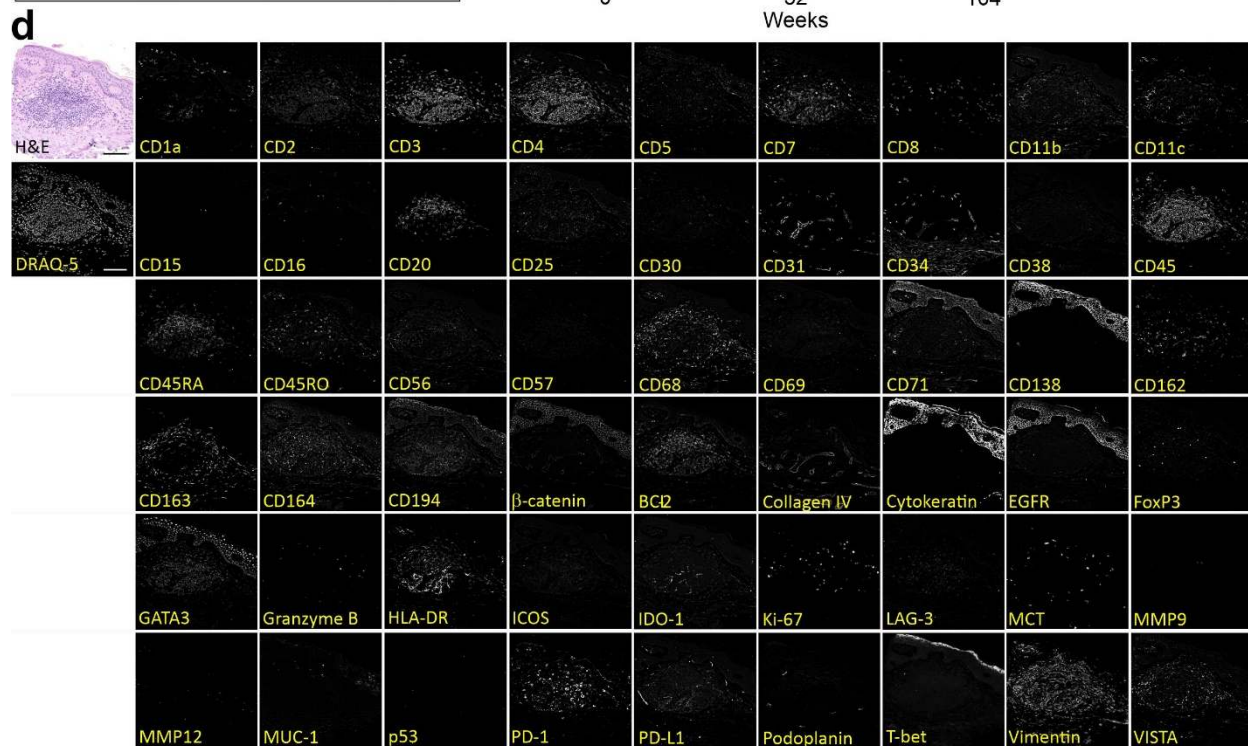 104
Weeks
d
H&E CD1a CD2 CD3 CD4 CD5 CD7 CD8 CD11b CD11c
DRAQ-5 CD15 CD16 CD20 CD25 CD30 CD31 CD34 CD38 CD45
CD45RA CD45RO CD56 CD57 CD68 CD69 CD71 CD138 CD162
CD163 CD164 CD194 β-catenin BCl2 Collagen IV Cytokeratin EGFR FoxP3
GATA3 Granzyme B HLA-DR ICOS IDO-1 Ki-67 LAG-3 MCT MMP9
MMP12 MUC-1 p53 PD-1 PD-L1 Podoplanin T-bet Vimentin VISTA